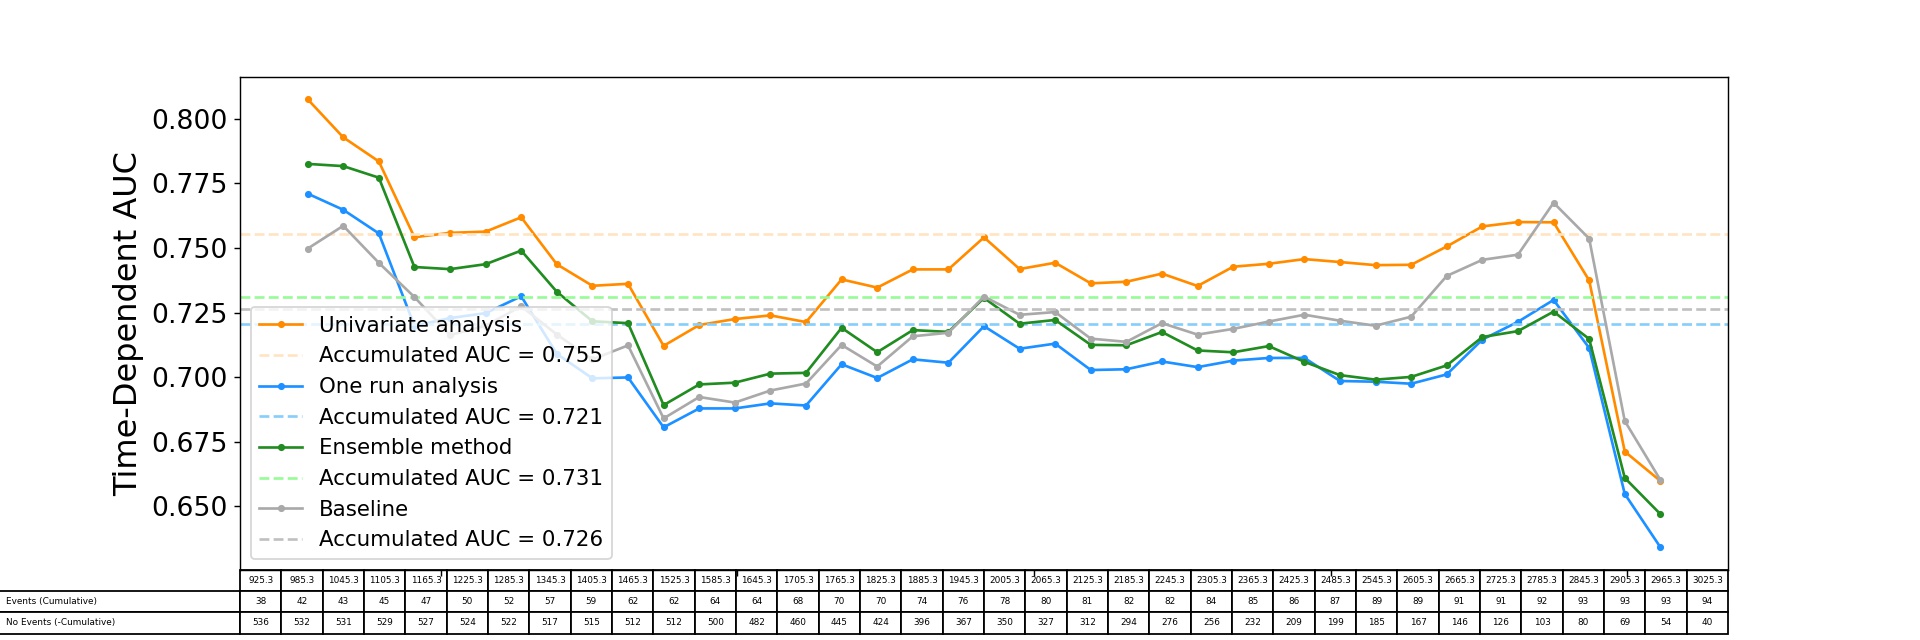 Time-Dependent AUC
0.800
0.775
0.750
0.725
0.700
0.675
0.650
Univariate analysis
Accumulated AUC = 0.755
One run analysis
Accumulated AUC = 0.721
Ensemble method
Accumulated AUC = 0.731
Baseline
Accumulated AUC = 0.726
925.3 985.3 1045.3 1105.3 1165.3 1225.3 1285.3 1345.3 1405.3 1465.3 1525.3 1585.3 1645.3 1705.3 1765.3 1825.3 1885.3 1945.3 2005.3 2065.3 2125.3 2185.3 2245.3 2305.3 2365.3 2425.3 2485.3 2545.3 2605.3 2665.3 2725.3 2785.3 2845.3 2905.3 2965.3 3025.3
Events (Cumulative) 38 42 43 45 47 50 52 57 59 62 62 64 64 68 70 70 74 76 78 80 81 82 82 84 85 86 87 89 89 91 91 92 93 93 93 94
No Events (-Cumulative) 536 532 531 529 527 524 522 517 515 512 512 500 482 460 445 424 396 367 350 327 312 294 276 256 232 209 199 185 167 146 126 103 80 69 54 40